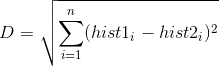 D = \sqrt{\sum_{i=1}^{n} (hist1_i - hist2_i)^2}